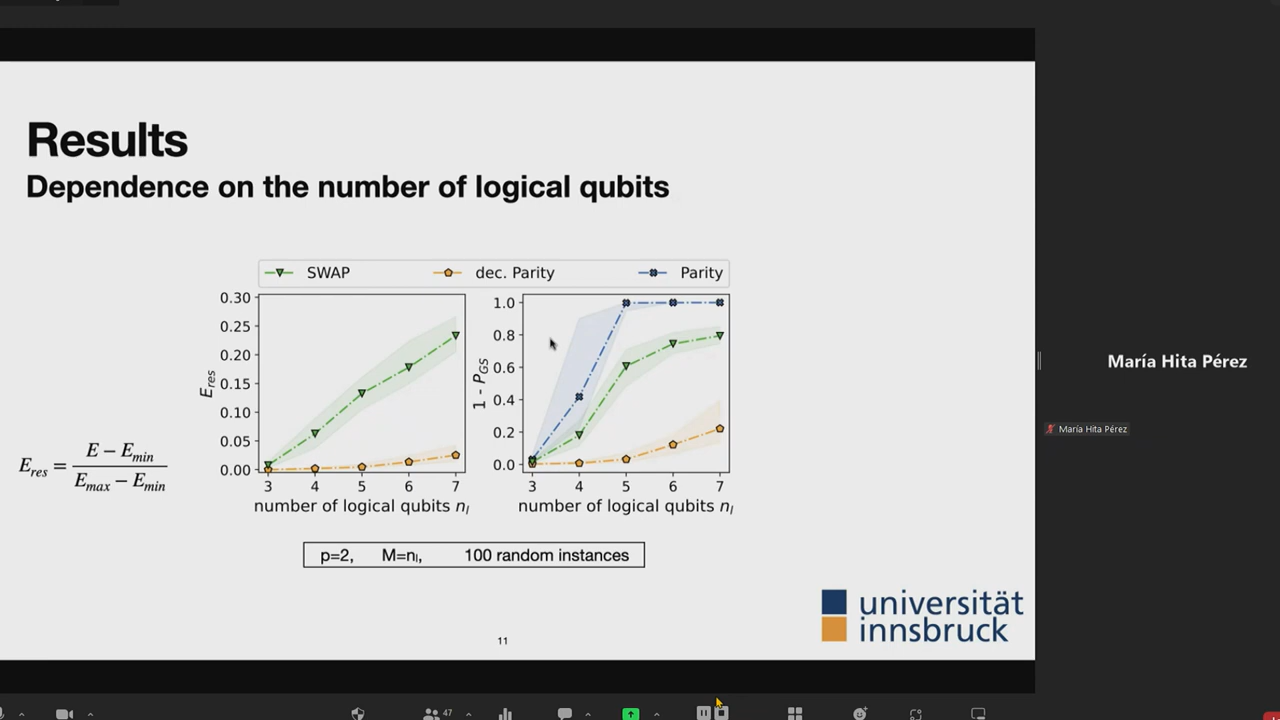 Results
Dependence on the number of logical qubits
SWAP dec. Parity Parity
0.30
0.25
0.20
0.15
0.10
0.05
0.00
E_res
3 4 5 6 7
number of logical qubits n_l
1.0
0.8
0.6
0.4
0.2
0.0
1 - P_GS
3 4 5 6 7
number of logical qubits n_l
E_res = (E − E_min) / (E_max − E_min)
p=2, M=n_l, 100 random instances
universität
innsbruck
11
María Hita Pérez
María Hita Pérez
47